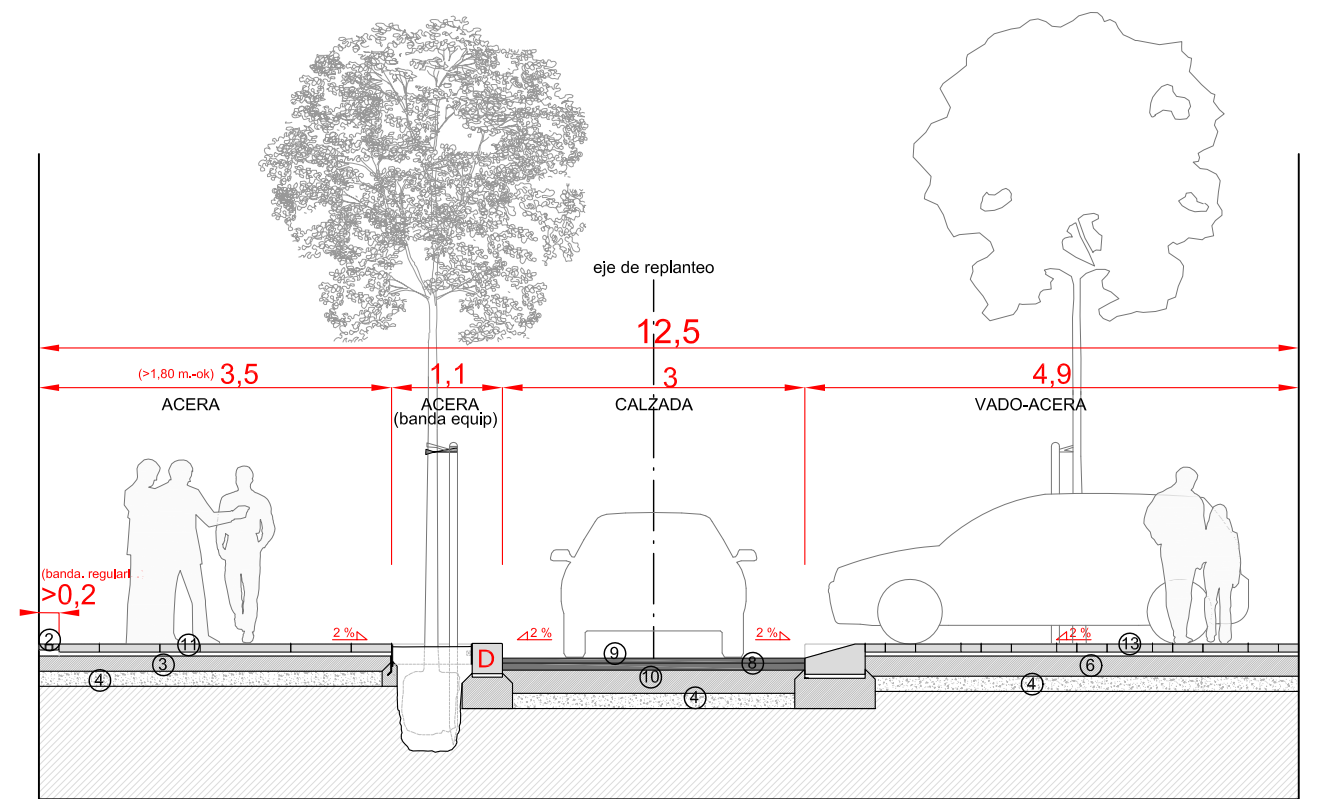 eje de replanteo
12,5
(>1,80 m.-ok) 3,5
1,1
3
4,9
ACERA
ACERA
(banda equip)
CALZADA
VADO-ACERA
(banda. regulari
>0,2
2 %
2 %
2 %
2 %
2
11
3
4
D
9
8
10
4
13
6
4